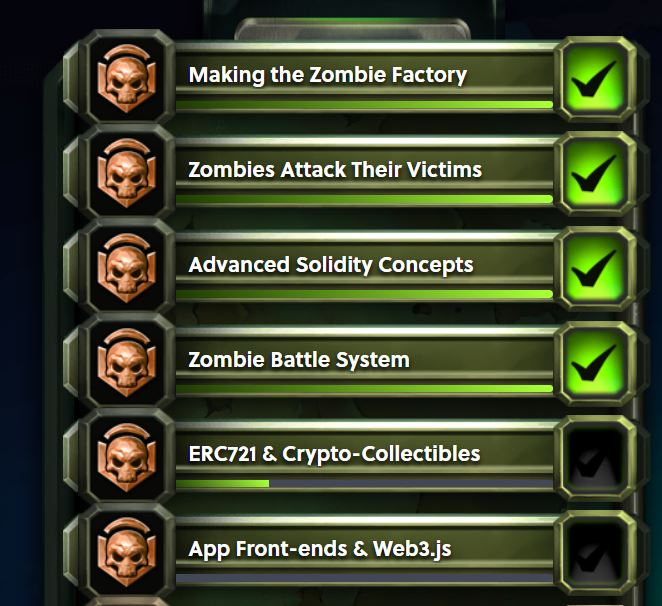 Making the Zombie Factory
Zombies Attack Their Victims
Advanced Solidity Concepts
Zombie Battle System
ERC721 & Crypto-Collectibles
App Front-ends & Web3.js